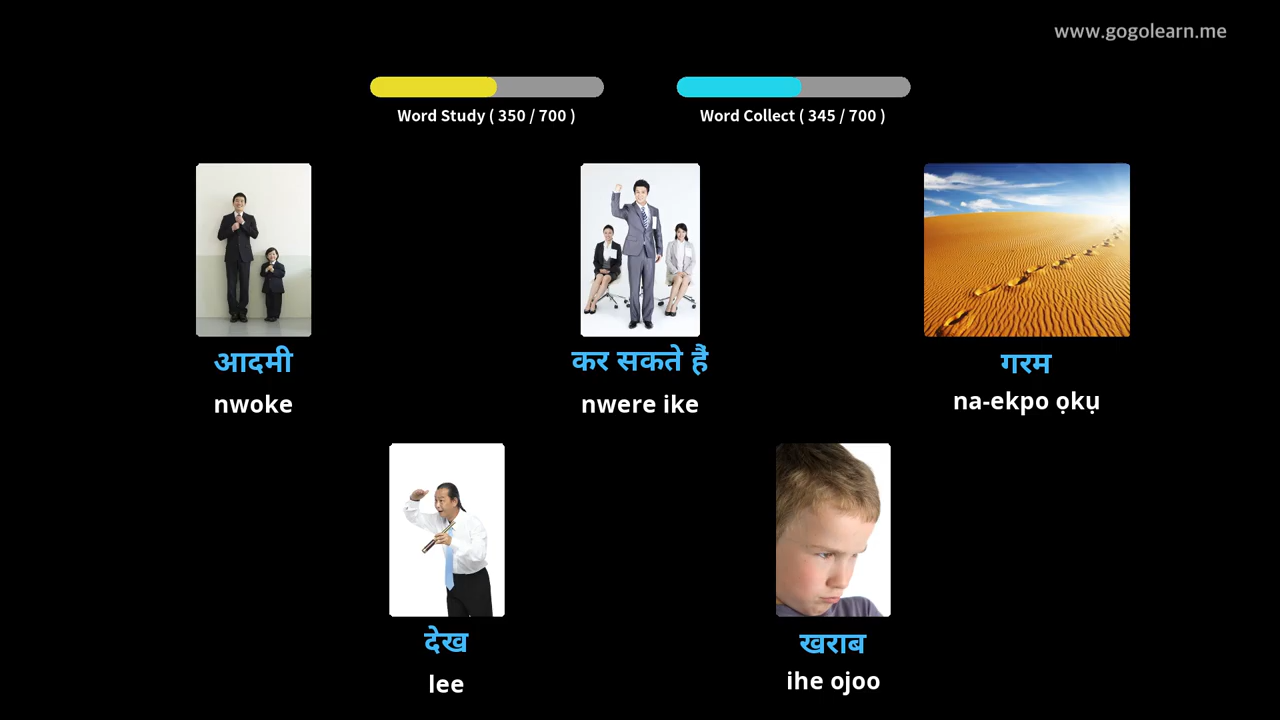 www.gogolearn.me
Word Study ( 350 / 700 )
Word Collect ( 345 / 700 )
आदमी
nwoke
कर सकते हैं
nwere ike
गरम
na-ekpo ọkụ
देख
lee
खराब
ihe ojoo